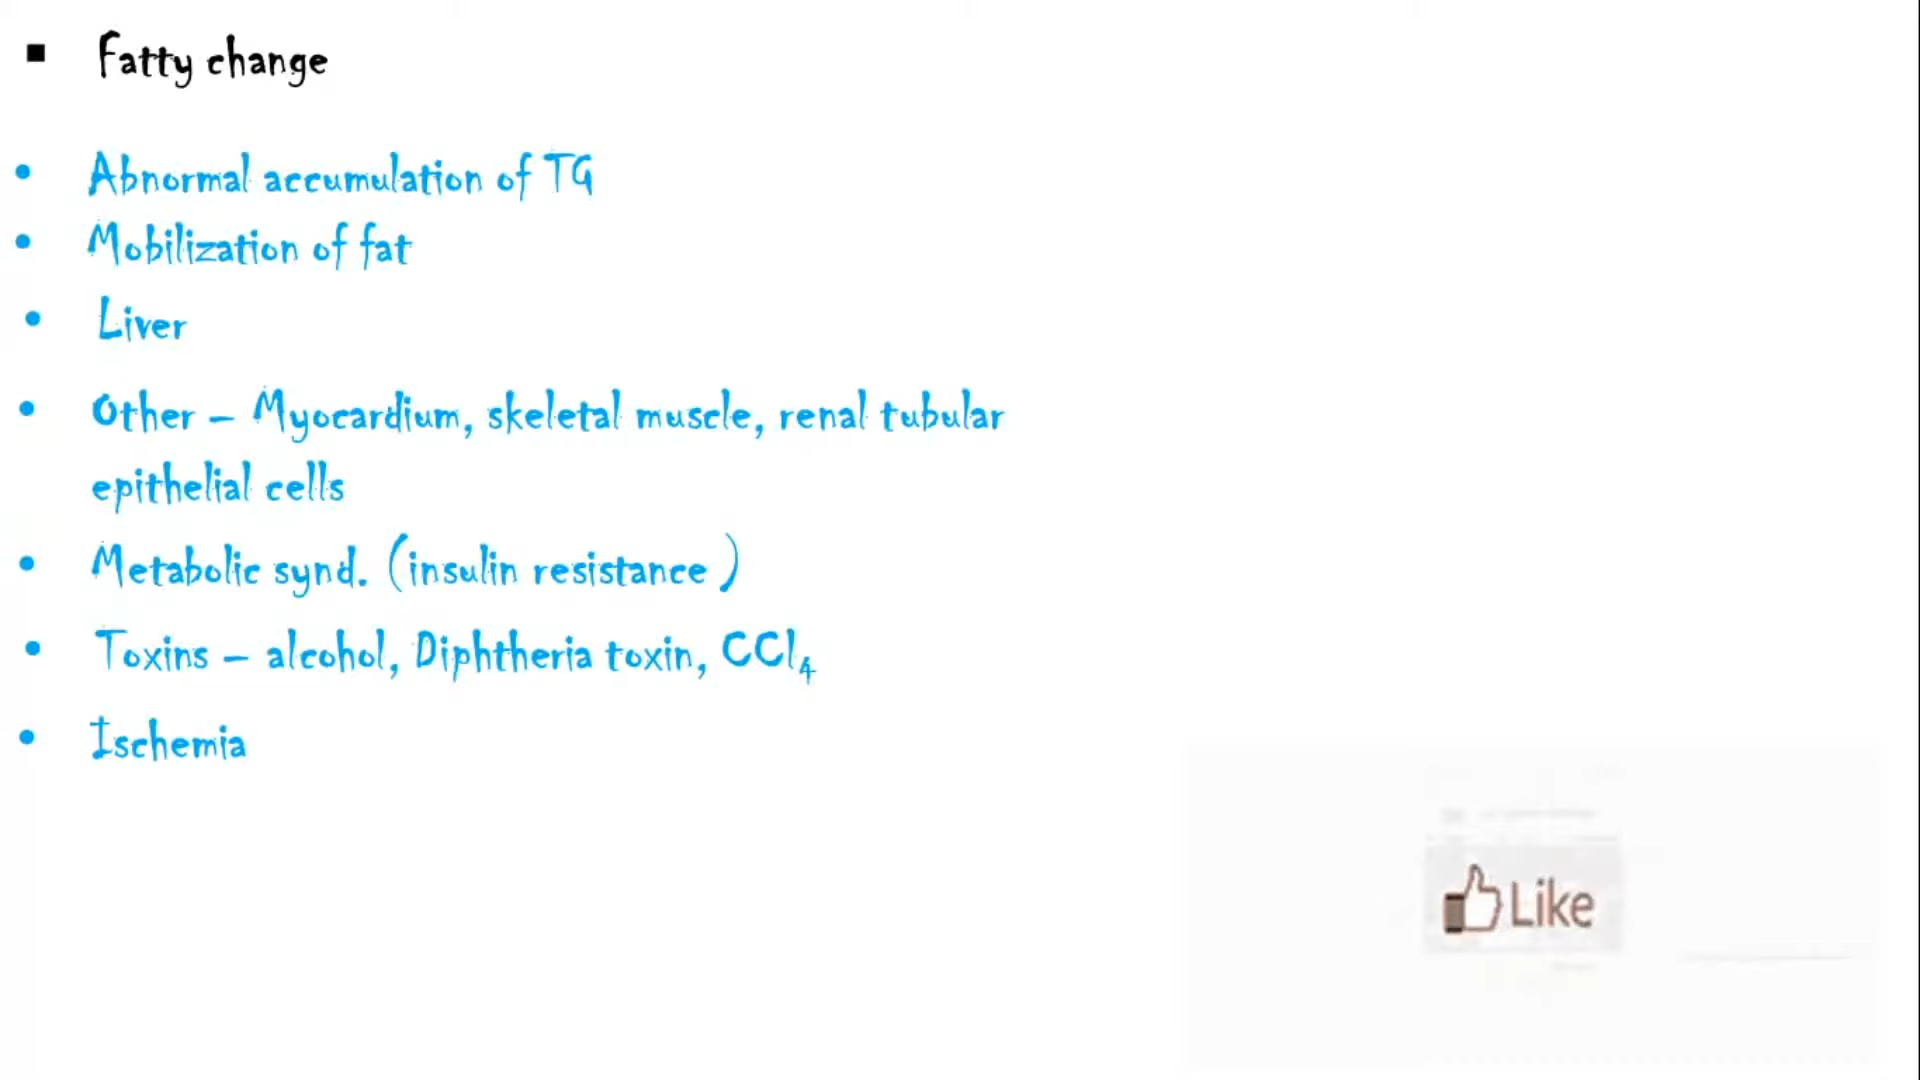 ▪ Fatty change
• Abnormal accumulation of TG
• Mobilization of fat
• Liver
• Other – Myocardium, skeletal muscle, renal tubular
epithelial cells
• Metabolic synd. (insulin resistance )
• Toxins – alcohol, Diphtheria toxin, CCl₄
• Ischemia
Like